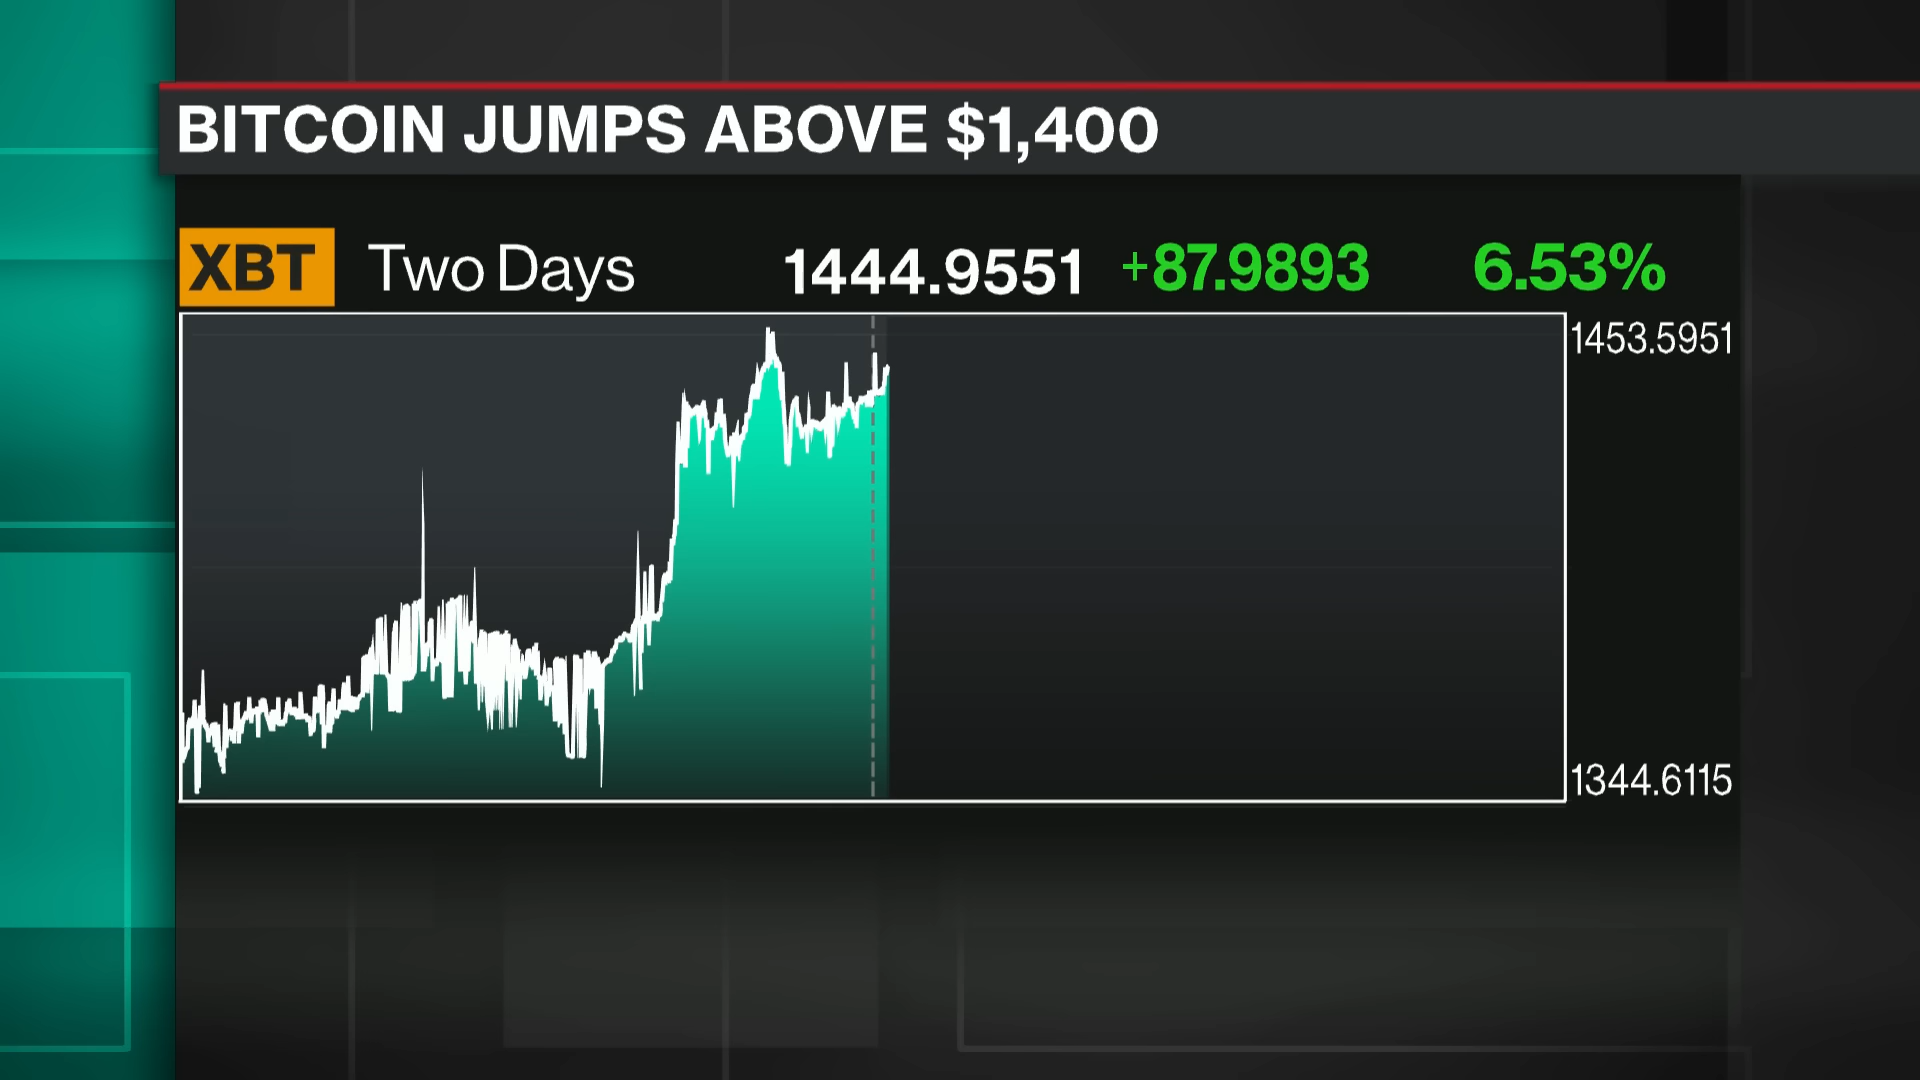 BITCOIN JUMPS ABOVE $1,400
XBT Two Days 1444.9551 +87.9893 6.53%
1453.5951
1344.6115